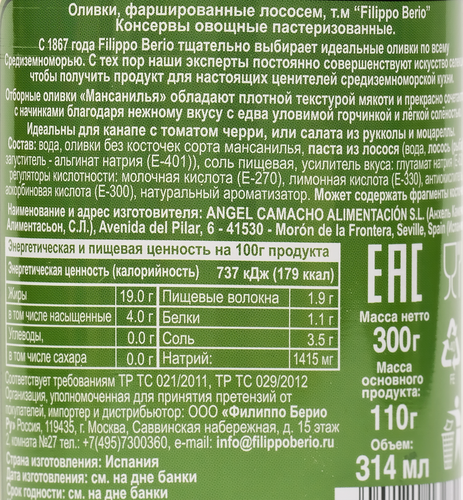 Оливки, фаршированные лососем, т.м "Filippo Berio"
Консервы овощные пастеризованные.
С 1867 года Filippo Berio тщательно выбирает идеальные оливки по всему
Средиземноморью. С тех пор наши эксперты постоянно совершенствуют искусство
чтобы получить продукт для настоящих ценителей средиземноморской кухни.
Отборные оливки «Мансанилья» обладают плотной текстурой мякоти и прекрасно
с начинками благодаря нежному вкусу с едва уловимой горчинкой и лёгкой
Идеальны для канапе с томатом черри, или салата из рукколы и моцареллы.
Состав: вода, оливки без косточек сорта мансанилья, паста из лосося (вода, лосось
загуститель - альгинат натрия (Е-401)), соль пищевая, усилитель вкуса: глутамат натрия
регуляторы кислотности: молочная кислота (Е-270), лимонная кислота (Е-330),
аскорбиновая кислота (Е-300), натуральный ароматизатор. Может содержать фрагменты
Наименование и адрес изготовителя: ANGEL CAMACHO ALIMENTACIÓN S.L
Алиментасьон, С.Л), Avenida del Pilar, 6 - 41530 - Morón de la Frontera, Seville, Spain
Энергетическая и пищевая ценность на 100г продукта
Энергетическая ценность (калорийность) 737 кДж (179 ккал)
Жиры 19.0 г Пищевые волокна 1.9 г
в том числе насыщенные 4.0 г Белки 1.1 г
Углеводы, 0.0 г Соль 3.5 г
в том числе сахара 0.0 г Натрий: 1415 мг
EAC
Масса нетто
300г
Масса
основного
продукта:
110г
Объем:
314 мл
Соответствует требованиям ТР ТС 021/2011, ТР ТС 029/2012
Организация, уполномоченная для принятия претензий от
покупателей, импортер и дистрибьютор: ООО «Филиппо Берио
Ру» Россия, 119435, г. Москва, Саввинская набережная, д. 15 этаж
2, комната №27 тел.: +7(495)7300360, e-mail: info@filippoberio.ru
Страна изготовления: Испания
Дата изготовления: см. на дне банки
Срок годности: см. на дне банки